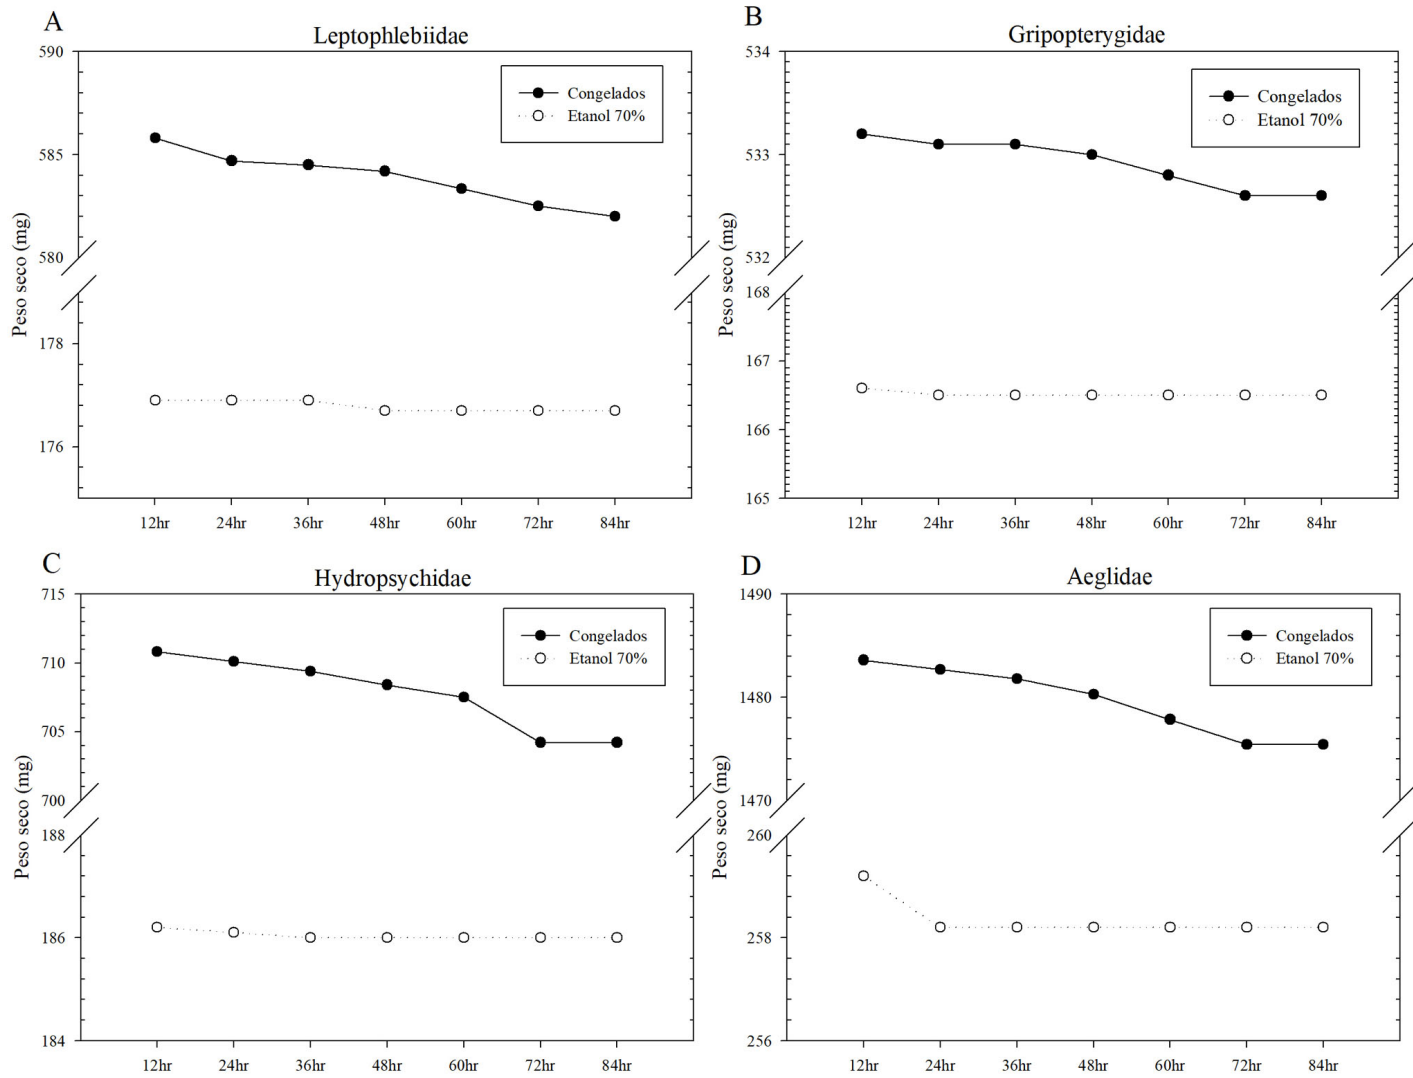 A
Leptophlebiidae
590
585
580
178
176
Peso seco (mg)
Congelados
Etanol 70%
12hr 24hr 36hr 48hr 60hr 72hr 84hr
B
Gripopterygidae
534
533
532
168
167
166
165
Peso seco (mg)
Congelados
Etanol 70%
12hr 24hr 36hr 48hr 60hr 72hr 84hr
C
Hydropsychidae
715
710
705
700
188
186
184
Peso seco (mg)
Congelados
Etanol 70%
12hr 24hr 36hr 48hr 60hr 72hr 84hr
D
Aeglidae
1490
1480
1470
260
258
256
Peso seco (mg)
Congelados
Etanol 70%
12hr 24hr 36hr 48hr 60hr 72hr 84hr